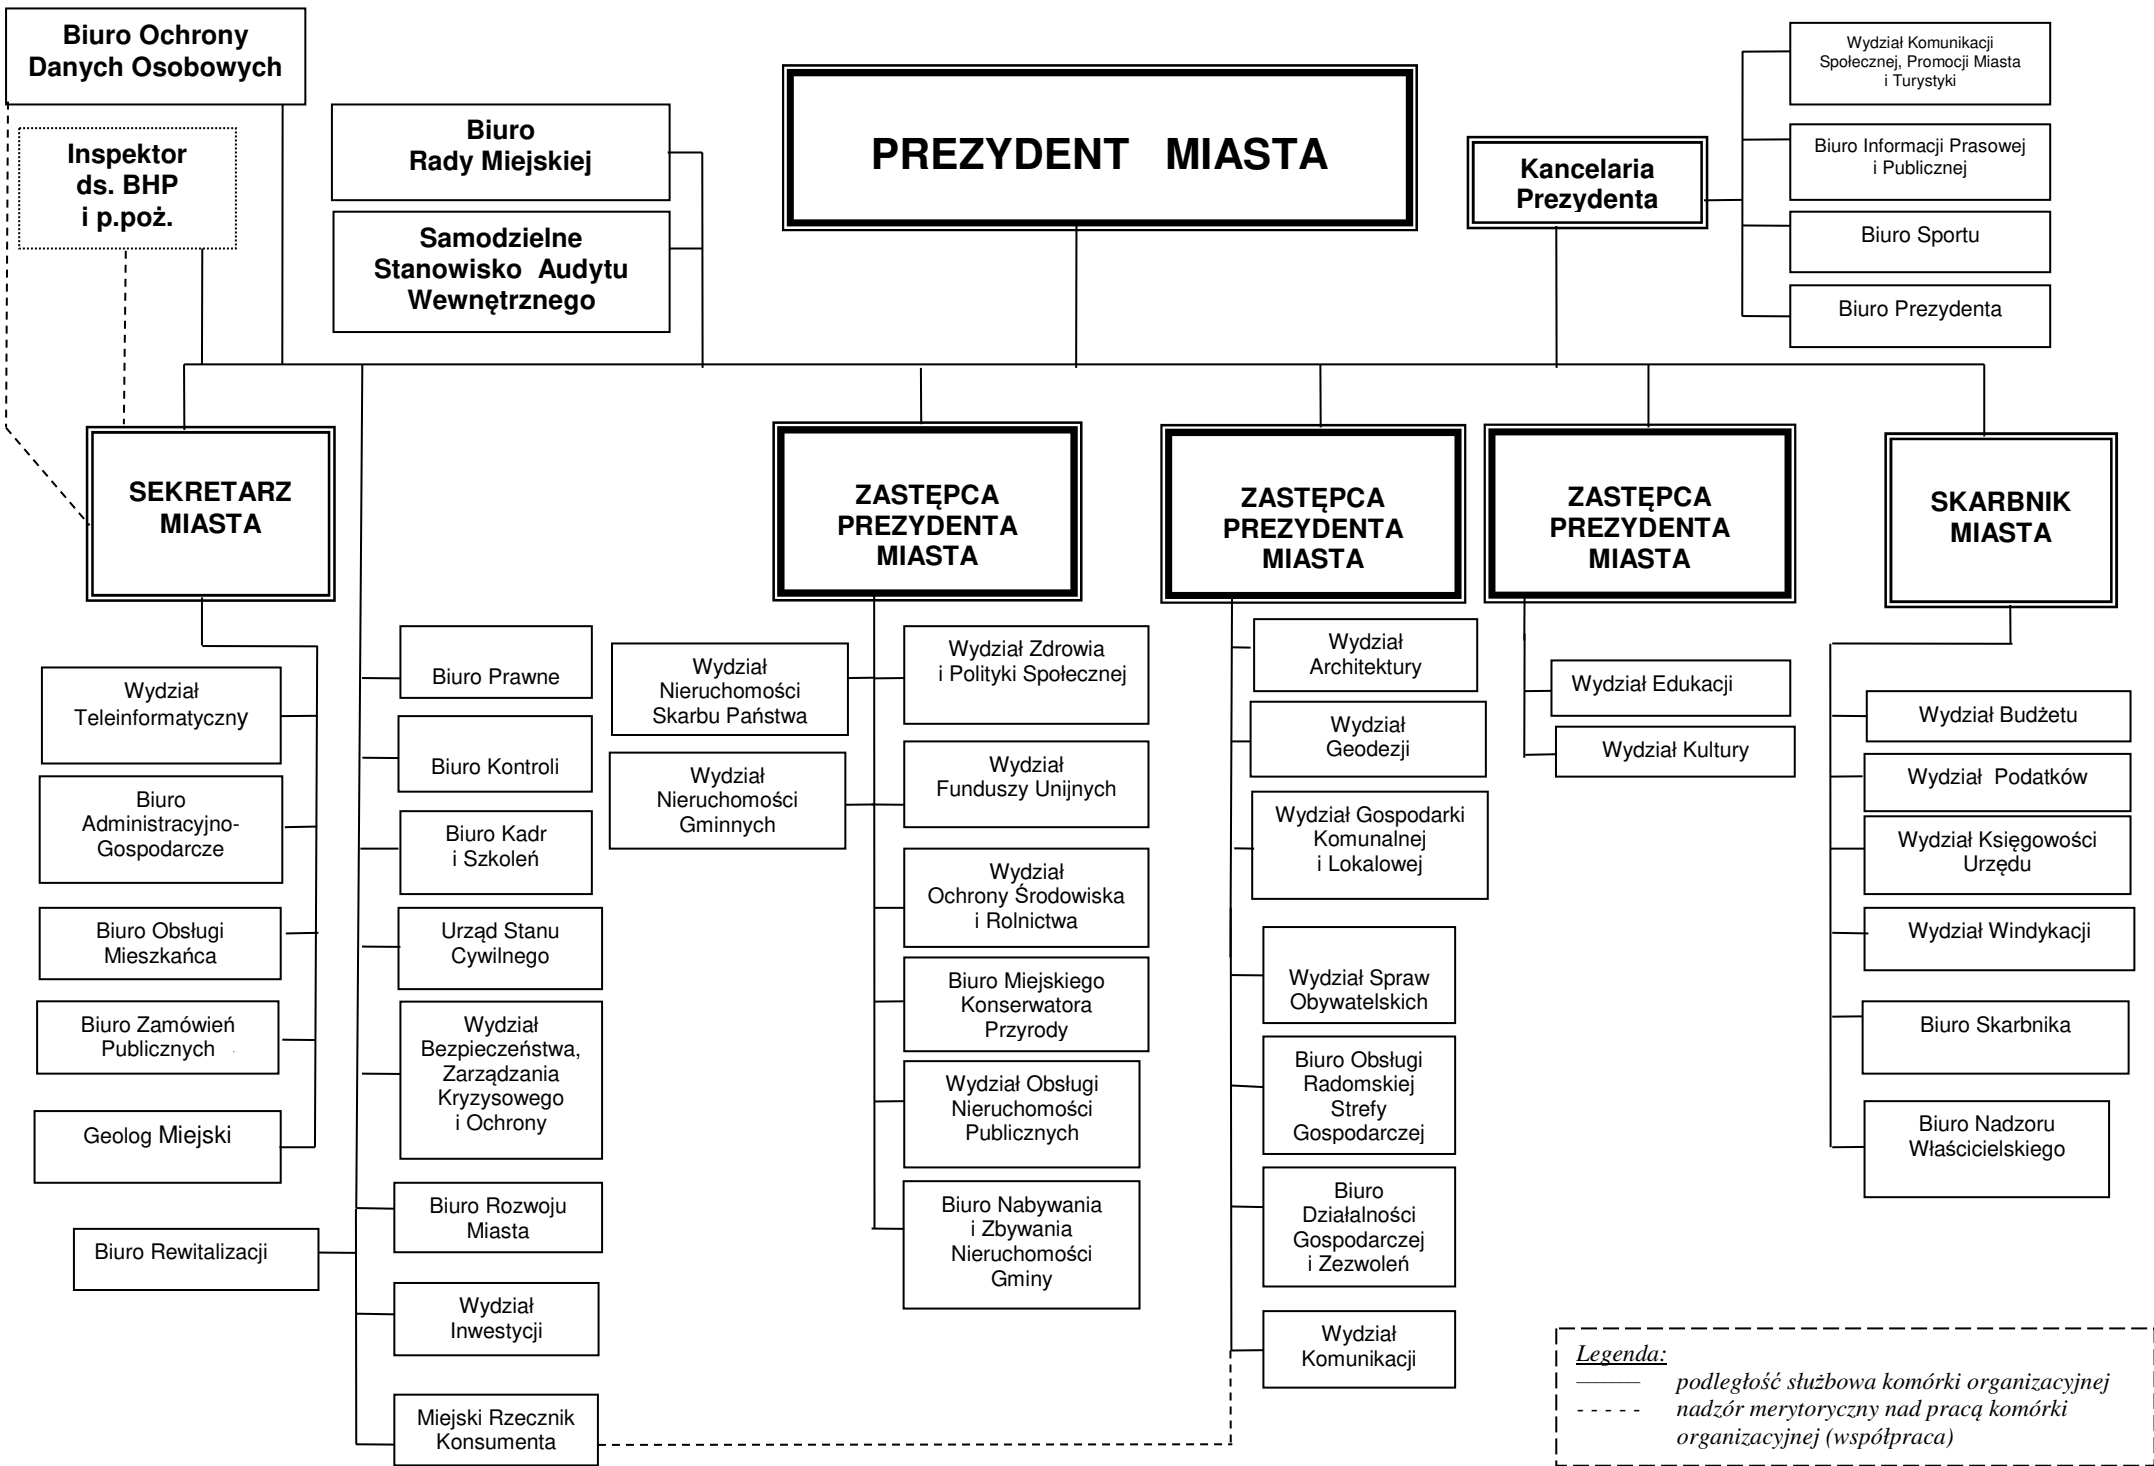 Biuro Ochrony
Danych Osobowych
Inspektor
ds. BHP
i p.poż.
Biuro
Rady Miejskiej
Samodzielne
Stanowisko Audytu
Wewnętrznego
PREZYDENT MIASTA
Kancelaria
Prezydenta
Wydział Komunikacji
Społecznej, Promocji Miasta
i Turystyki
Biuro Informacji Prasowej
i Publicznej
Biuro Sportu
Biuro Prezydenta
SEKRETARZ
MIASTA
ZASTĘPCA
PREZYDENTA
MIASTA
ZASTĘPCA
PREZYDENTA
MIASTA
ZASTĘPCA
PREZYDENTA
MIASTA
SKARBNIK
MIASTA
Wydział
Teleinformatyczny
Biuro
Administracyjno-
Gospodarcze
Biuro Obsługi
Mieszkańca
Biuro Zamówień
Publicznych
Geolog Miejski
Biuro Rewitalizacji
Biuro Prawne
Biuro Kontroli
Biuro Kadr
i Szkoleń
Urząd Stanu
Cywilnego
Wydział
Bezpieczeństwa,
Zarządzania
Kryzysowego
i Ochrony
Biuro Rozwoju
Miasta
Wydział
Inwestycji
Miejski Rzecznik
Konsumenta
Wydział
Nieruchomości
Skarbu Państwa
Wydział
Nieruchomości
Gminnych
Wydział Zdrowia
i Polityki Społecznej
Wydział
Funduszy Unijnych
Wydział
Ochrony Środowiska
i Rolnictwa
Biuro Miejskiego
Konserwatora
Przyrody
Wydział Obsługi
Nieruchomości
Publicznych
Biuro Nabywania
i Zbywania
Nieruchomości
Gminy
Wydział
Architektury
Wydział
Geodezji
Wydział Gospodarki
Komunalnej
i Lokalowej
Wydział Spraw
Obywatelskich
Biuro Obsługi
Radomskiej
Strefy
Gospodarczej
Biuro
Działalności
Gospodarczej
i Zezwoleń
Wydział
Komunikacji
Wydział Edukacji
Wydział Kultury
Wydział Budżetu
Wydział Podatków
Wydział Księgowości
Urzędu
Wydział Windykacji
Biuro Skarbnika
Biuro Nadzoru
Właścicielskiego
Legenda:
podległość służbowa komórki organizacyjnej
- - - - - nadzór merytoryczny nad pracą komórki
organizacyjnej (współpraca)